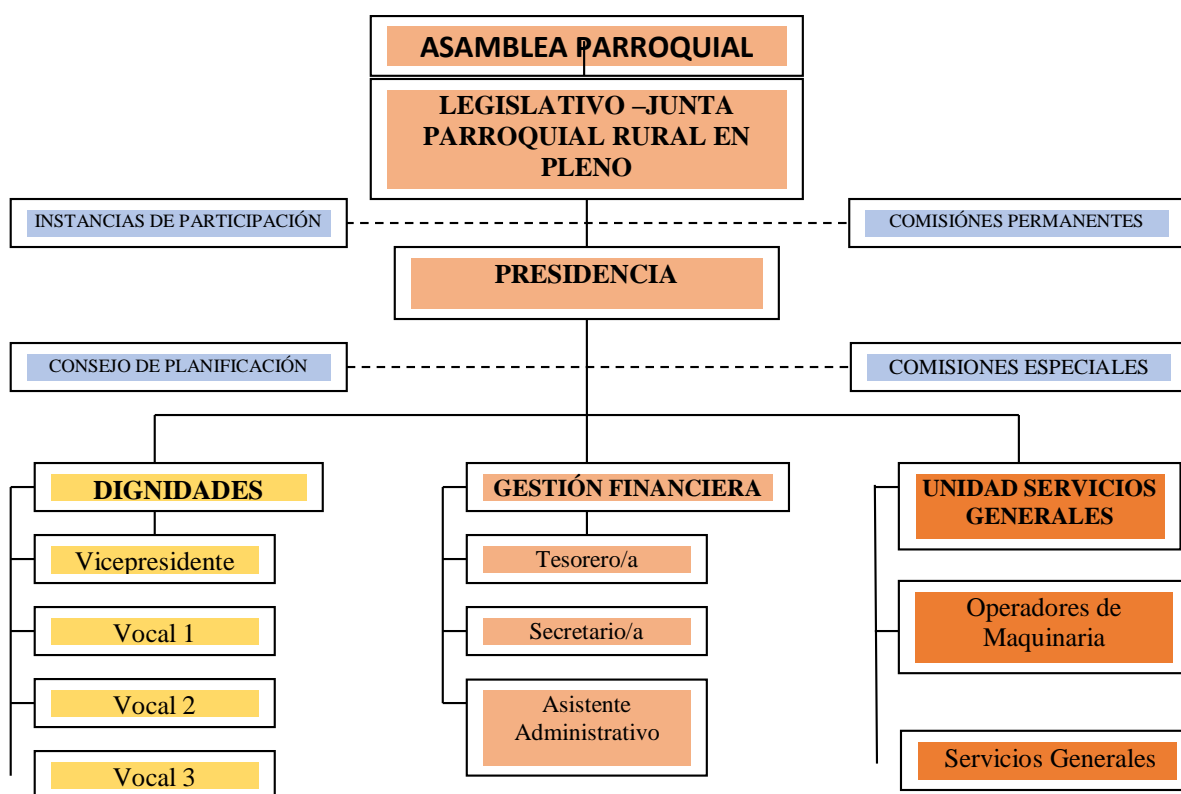 ASAMBLEA PARROQUIAL
LEGISLATIVO –JUNTA
PARROQUIAL RURAL EN
PLENO
INSTANCIAS DE PARTICIPACIÓN
COMISIÓNES PERMANENTES
PRESIDENCIA
CONSEJO DE PLANIFICACIÓN
COMISIONES ESPECIALES
DIGNIDADES
Vicepresidente
Vocal 1
Vocal 2
Vocal 3
GESTIÓN FINANCIERA
Tesorero/a
Secretario/a
Asistente
Administrativo
UNIDAD SERVICIOS
GENERALES
Operadores de
Maquinaria
Servicios Generales